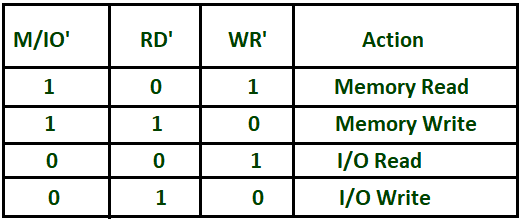 M/IO' RD' WR' Action
1 0 1 Memory Read
1 1 0 Memory Write
0 0 1 I/O Read
0 1 0 I/O Write